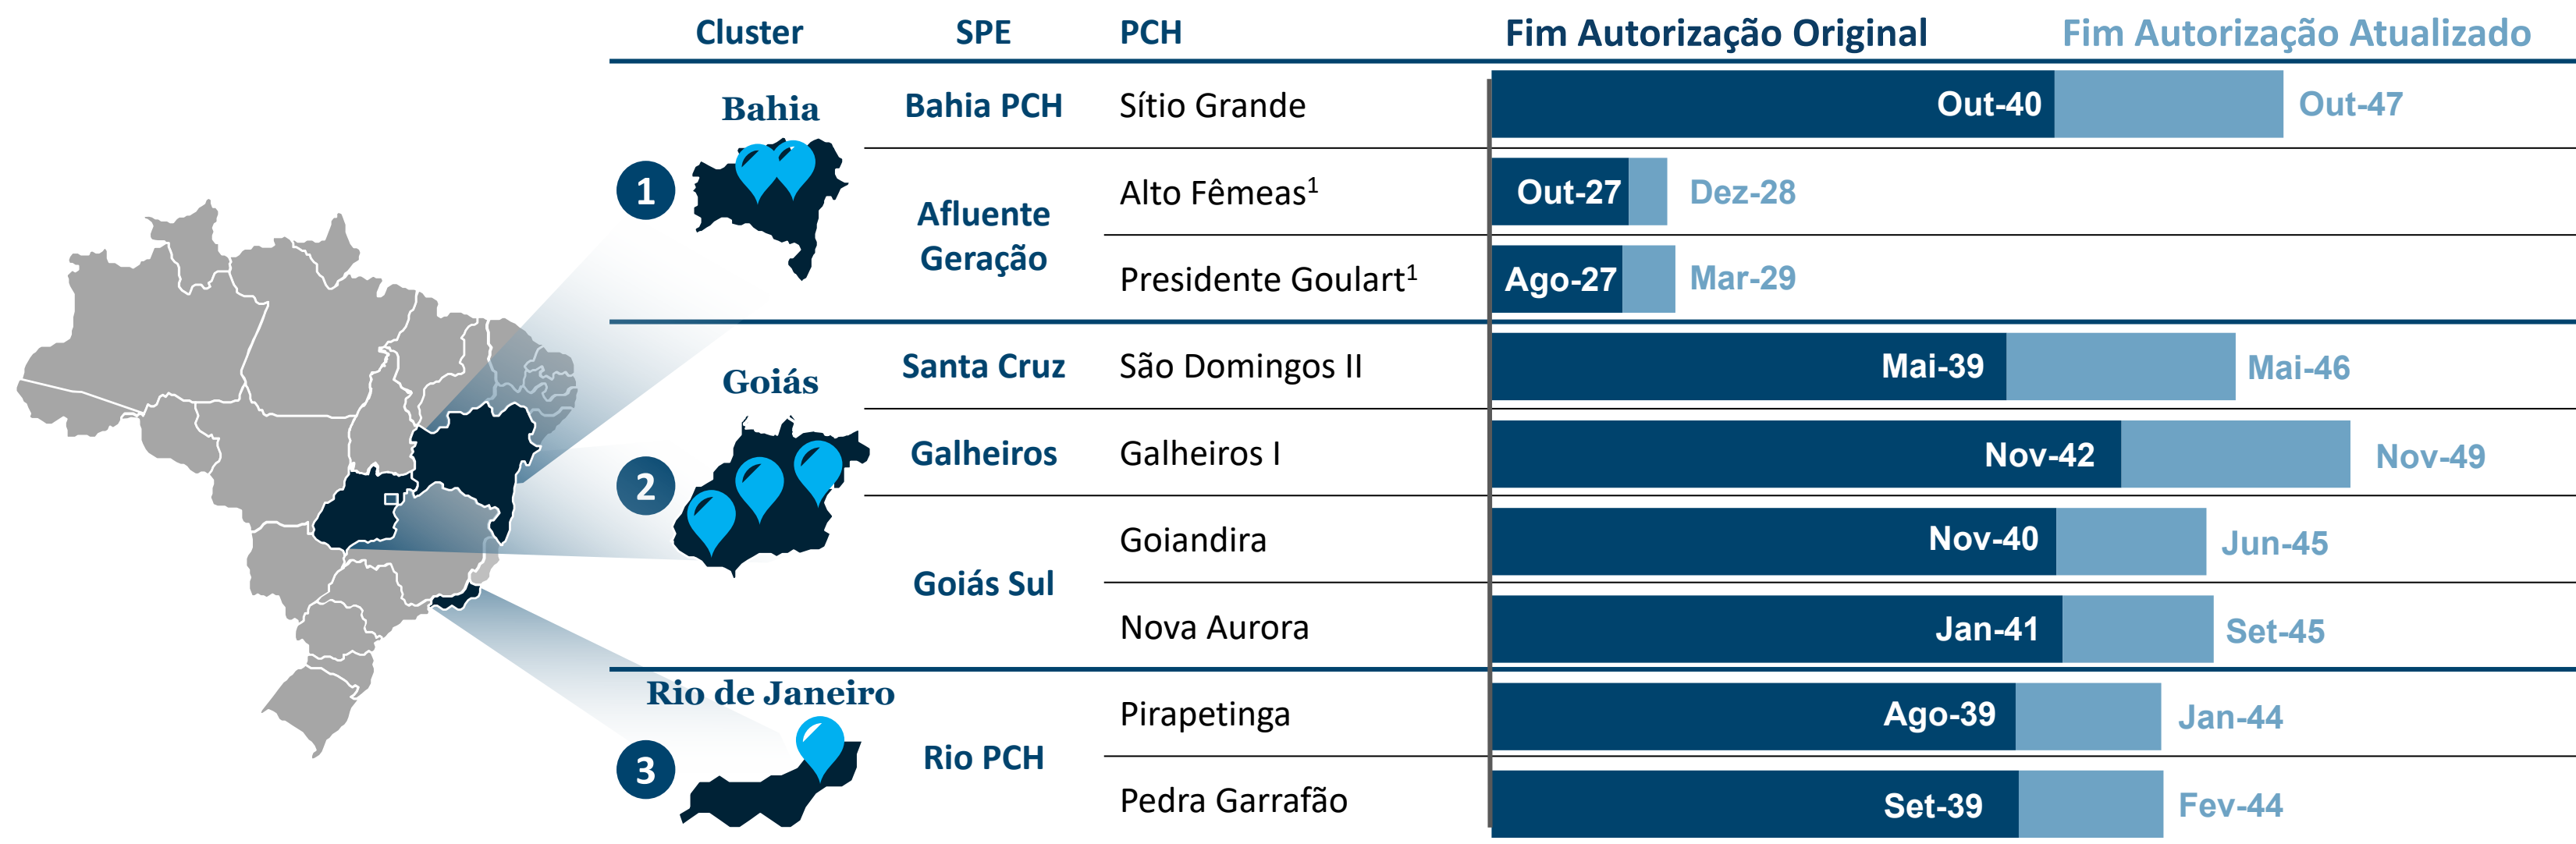 Cluster SPE PCH Fim Autorização Original Fim Autorização Atualizado
Bahia
1
Bahia PCH
Sítio Grande
Out-40
Out-47
Afluente
Geração
Alto Fêmeas¹
Out-27
Dez-28
Presidente Goulart¹
Ago-27
Mar-29
Goiás
2
Santa Cruz
São Domingos II
Mai-39
Mai-46
Galheiros
Galheiros I
Nov-42
Nov-49
Goiás Sul
Goiandira
Nov-40
Jun-45
Nova Aurora
Jan-41
Set-45
Rio de Janeiro
3
Rio PCH
Pirapetinga
Ago-39
Jan-44
Pedra Garrafão
Set-39
Fev-44